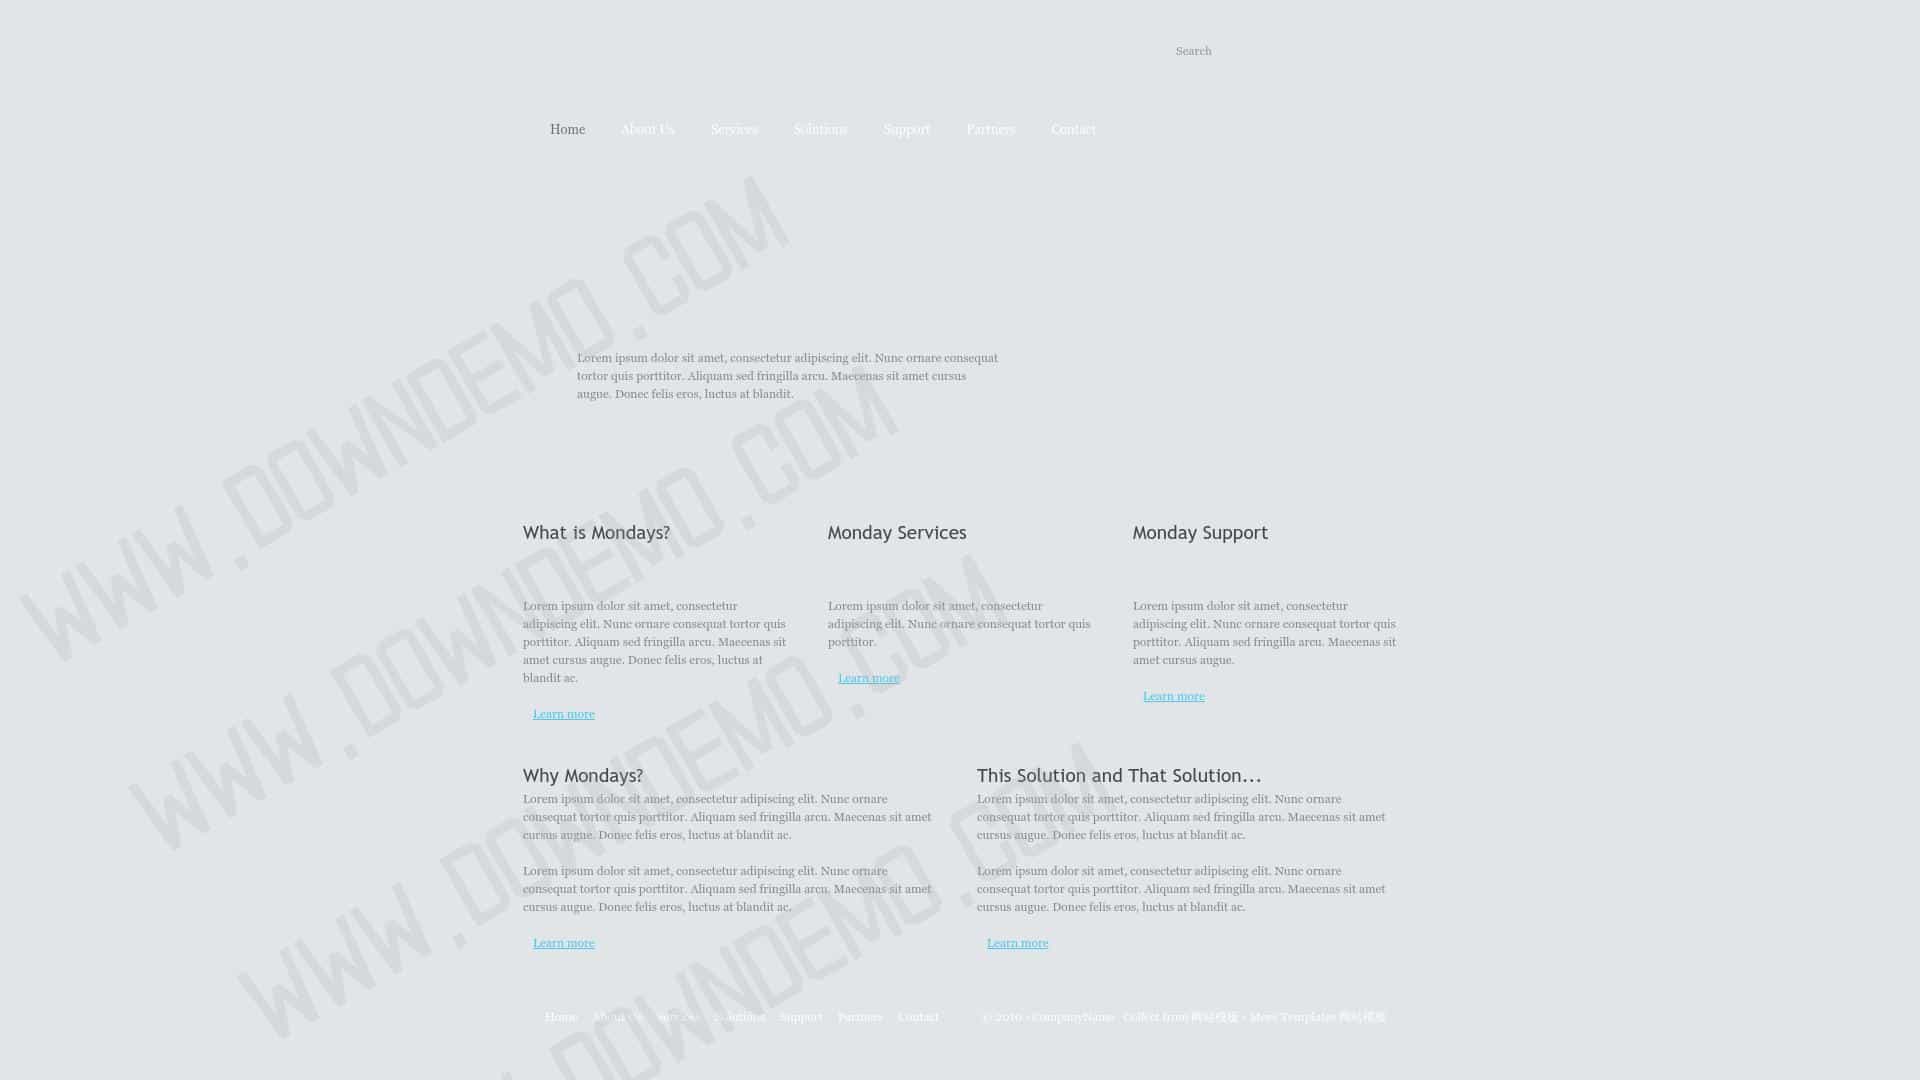 Search
Home About Us Services Solutions Support Partners Contact
Lorem ipsum dolor sit amet, consectetur adipiscing elit. Nunc ornare consequat
tortor quis porttitor. Aliquam sed fringilla arcu. Maecenas sit amet cursus
augue. Donec felis eros, luctus at blandit.
What is Mondays?
Lorem ipsum dolor sit amet, consectetur
adipiscing elit. Nunc ornare consequat tortor quis
porttitor. Aliquam sed fringilla arcu. Maecenas sit
amet cursus augue. Donec felis eros, luctus at
blandit ac.
Learn more
Monday Services
Lorem ipsum dolor sit amet, consectetur
adipiscing elit. Nunc ornare consequat tortor quis
porttitor.
Learn more
Monday Support
Lorem ipsum dolor sit amet, consectetur
adipiscing elit. Nunc ornare consequat tortor quis
porttitor. Aliquam sed fringilla arcu. Maecenas sit
amet cursus augue.
Learn more
Why Mondays?
Lorem ipsum dolor sit amet, consectetur adipiscing elit. Nunc ornare
consequat tortor quis porttitor. Aliquam sed fringilla arcu. Maecenas sit amet
cursus augue. Donec felis eros, luctus at blandit ac.
Lorem ipsum dolor sit amet, consectetur adipiscing elit. Nunc ornare
consequat tortor quis porttitor. Aliquam sed fringilla arcu. Maecenas sit amet
cursus augue. Donec felis eros, luctus at blandit ac.
Learn more
This Solution and That Solution...
Lorem ipsum dolor sit amet, consectetur adipiscing elit. Nunc ornare
consequat tortor quis porttitor. Aliquam sed fringilla arcu. Maecenas sit amet
cursus augue. Donec felis eros, luctus at blandit ac.
Lorem ipsum dolor sit amet, consectetur adipiscing elit. Nunc ornare
consequat tortor quis porttitor. Aliquam sed fringilla arcu. Maecenas sit amet
cursus augue. Donec felis eros, luctus at blandit ac.
Learn more
Home About Us Services Solutions Support Partners Contact
© 2010 - CompanyName - Collect from 网站模板 - More Templates 网站模板
WWW.DOWNDEMO.COM
WWW.DOWNDEMO.COM
WWW.DOWNDEMO.COM
DOWNDEMO.COM